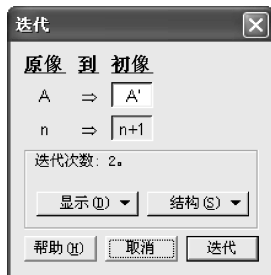 迭代
原像 到 初像
A ⇒ A'
n ⇒ n+1
迭代次数: 2。
显示(D) 结构(S)
帮助(H) 取消 迭代